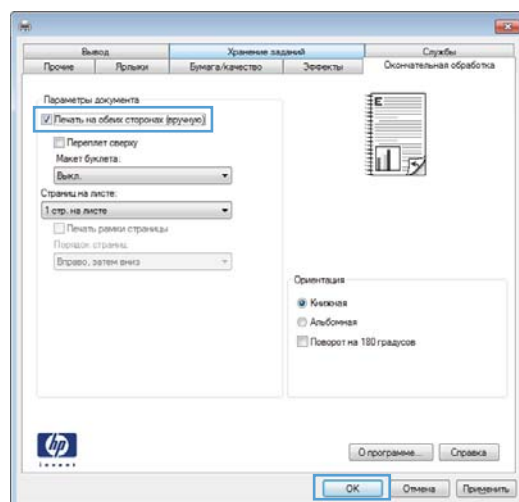 Вывод Хранение заданий Службы
Прочие Ярлыки Бумага/качество Эффекты Окончательная обработка
Параметры документа
Печать на обеих сторонах (вручную)
Переплет сверху
Макет буклета:
Выкл.
Страниц на листе:
1 стр. на листе
Печать рамки страницы
Порядок страниц:
Вправо, затем вниз
E
Ориентация
Книжная
Альбомная
Поворот на 180 градусов
hp
invent
О программе... Справка
OK Отмена Применить